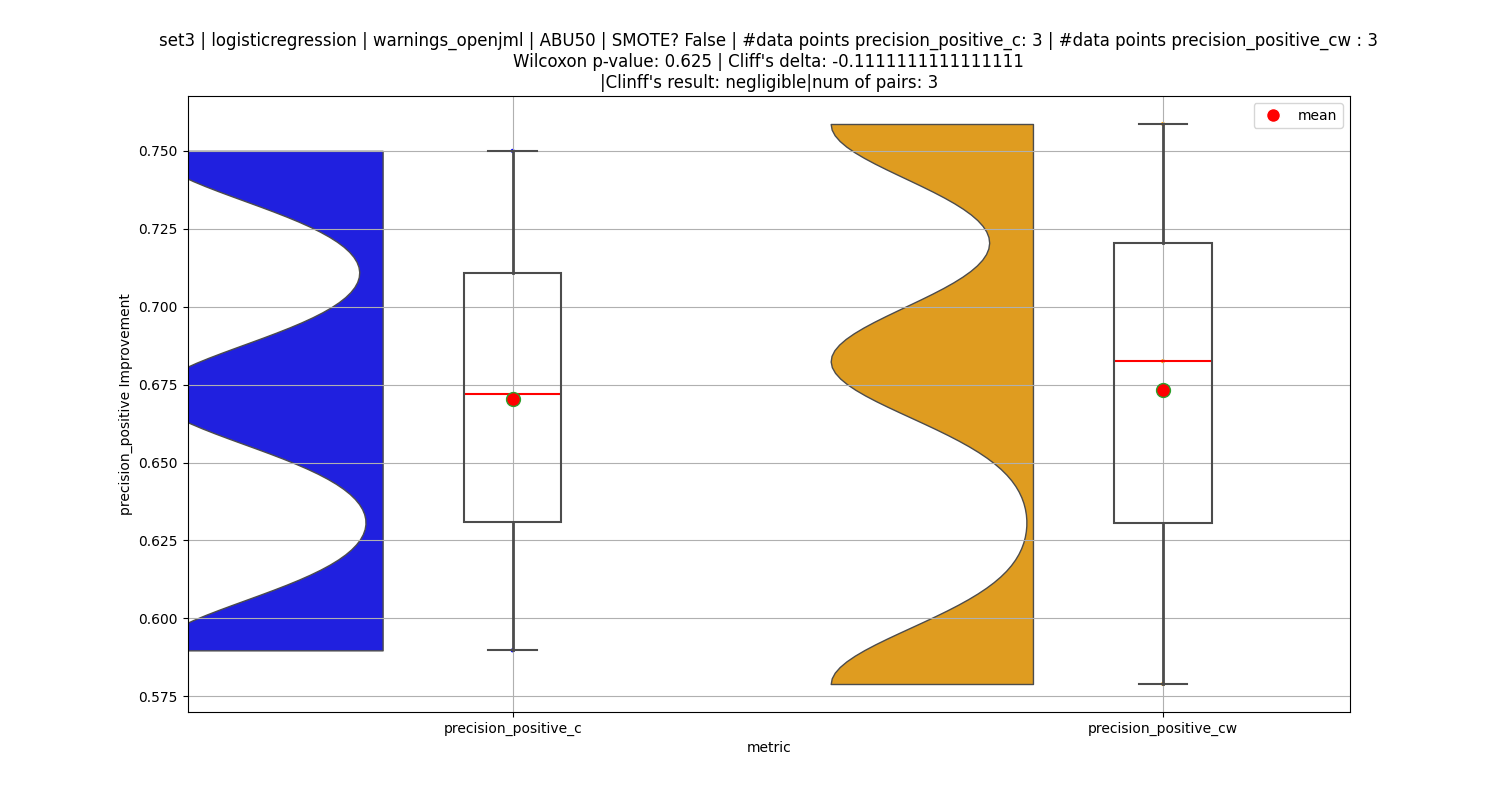 set3 | logisticregression | warnings_openjml | ABU50 | SMOTE? False | #data points precision_positive_c: 3 | #data points precision_positive_cw : 3
Wilcoxon p-value: 0.625 | Cliff's delta: -0.1111111111111111
|Clinff's result: negligible|num of pairs: 3
mean
0.750
0.725
0.700
0.675
0.650
0.625
0.600
0.575
precision_positive Improvement
precision_positive_c
precision_positive_cw
metric